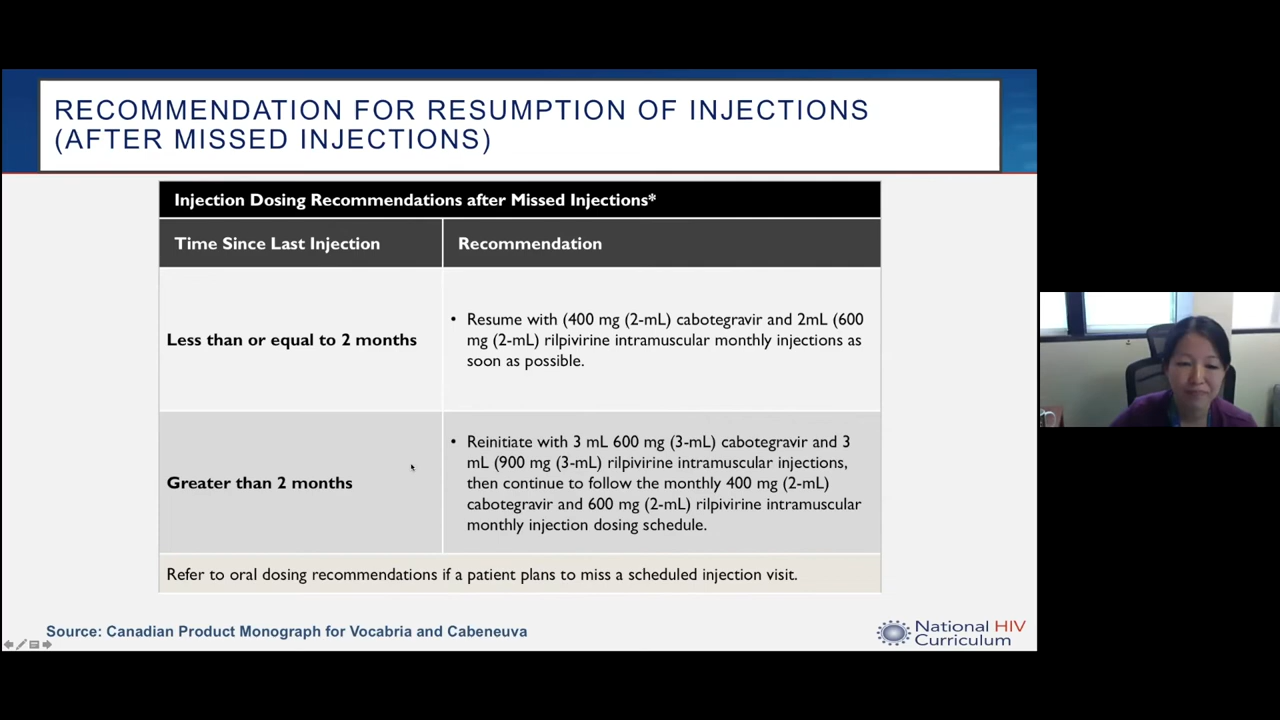 RECOMMENDATION FOR RESUMPTION OF INJECTIONS
(AFTER MISSED INJECTIONS)
Injection Dosing Recommendations after Missed Injections*
Time Since Last Injection
Recommendation
Less than or equal to 2 months
• Resume with (400 mg (2-mL) cabotegravir and 2mL (600
mg (2-mL) rilpivirine intramuscular monthly injections as
soon as possible.
Greater than 2 months
• Reinitiate with 3 mL 600 mg (3-mL) cabotegravir and 3
mL (900 mg (3-mL) rilpivirine intramuscular injections,
then continue to follow the monthly 400 mg (2-mL)
cabotegravir and 600 mg (2-mL) rilpivirine intramuscular
monthly injection dosing schedule.
Refer to oral dosing recommendations if a patient plans to miss a scheduled injection visit.
Source: Canadian Product Monograph for Vocabria and Cabeneuva
National HIV
Curriculum